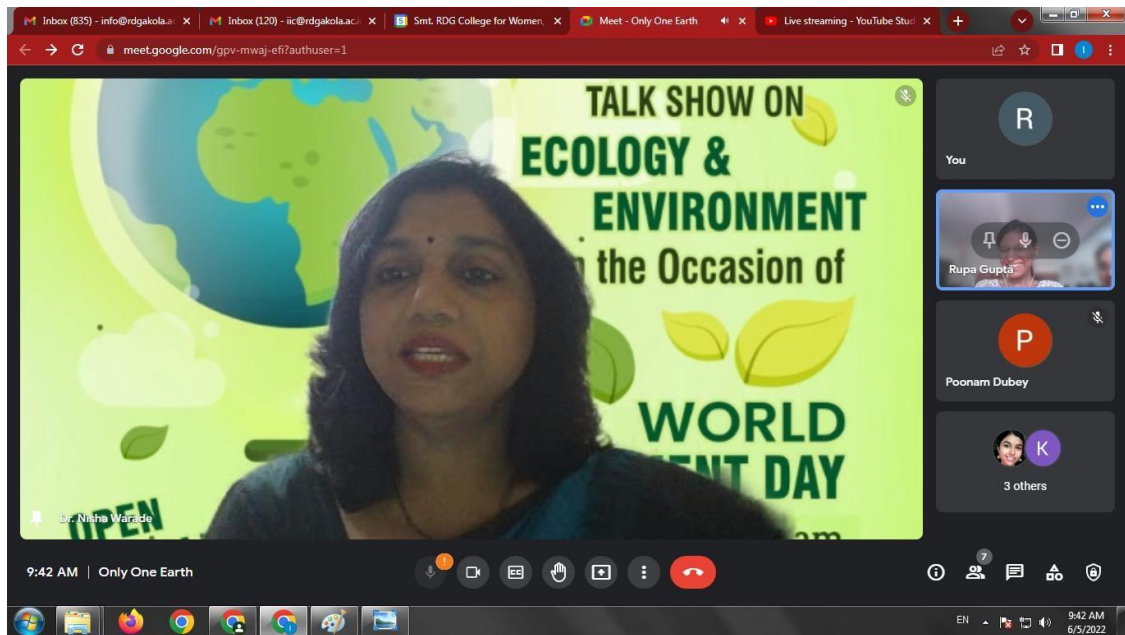 Inbox (835) - info@rdgakola.ac
Inbox (120) - iic@rdgakola.ac.i
Smt. RDG College for Women,
Meet - Only One Earth
Live streaming - YouTube Stud
meet.google.com/gpv-mwaj-efi?authuser=1
I
TALK SHOW ON
ECOLOGY &
ENVIRONMENT
the Occasion of
WORLD
DAY
OPEN
am
Dr. Nisha Warade
R
You
Rupa Gupta
P
Poonam Dubey
K
3 others
9:42 AM | Only One Earth
CC
7
EN
9:42 AM
6/5/2022